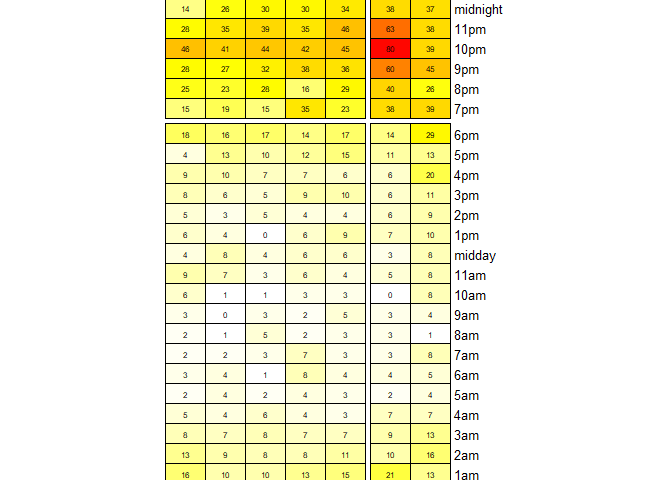 14 26 30 30 34 38 37 midnight
28 35 39 35 46 63 38 11pm
46 41 44 42 45 86 39 10pm
28 27 32 38 36 60 45 9pm
25 23 28 16 29 40 26 8pm
15 19 15 35 23 38 39 7pm
18 16 17 14 17 14 29 6pm
4 13 10 12 15 11 13 5pm
9 10 7 7 6 6 20 4pm
8 6 5 9 10 6 11 3pm
5 3 5 4 4 6 9 2pm
6 4 0 6 9 7 10 1pm
4 8 4 6 6 3 8 midday
9 7 3 6 4 5 8 11am
6 1 1 3 3 0 8 10am
3 0 3 2 5 3 4 9am
2 1 5 2 3 3 1 8am
2 2 3 7 3 3 8 7am
3 4 1 8 4 4 5 6am
2 4 2 4 3 2 4 5am
5 4 6 4 3 7 7 4am
8 7 8 7 7 9 13 3am
13 9 8 8 11 10 16 2am
16 10 10 13 15 21 13 1am